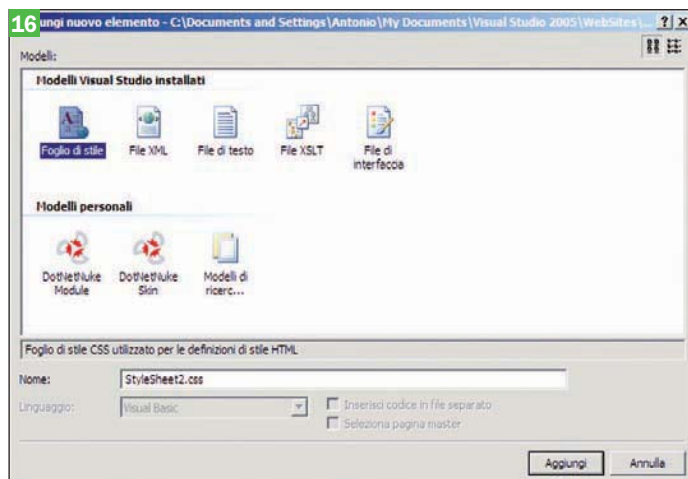 16
ungi nuovo elemento - C:\Documents and Settings\Antonio\My Documents\Visual Studio 2005\WebSites\...
Modelli:
Modelli Visual Studio installati
Foglio di stile
File XML
File di testo
File XSLT
File di
interfaccia
Modelli personali
DotNetNuke
Module
DotNetNuke
Skin
Modelli di
ricerc...
Foglio di stile CSS utilizzato per le definizioni di stile HTML
Nome:
StyleSheet2.css
Linguaggio:
Visual Basic
Inserisci codice in file separato
Seleziona pagina master
Aggiungi
Annulla